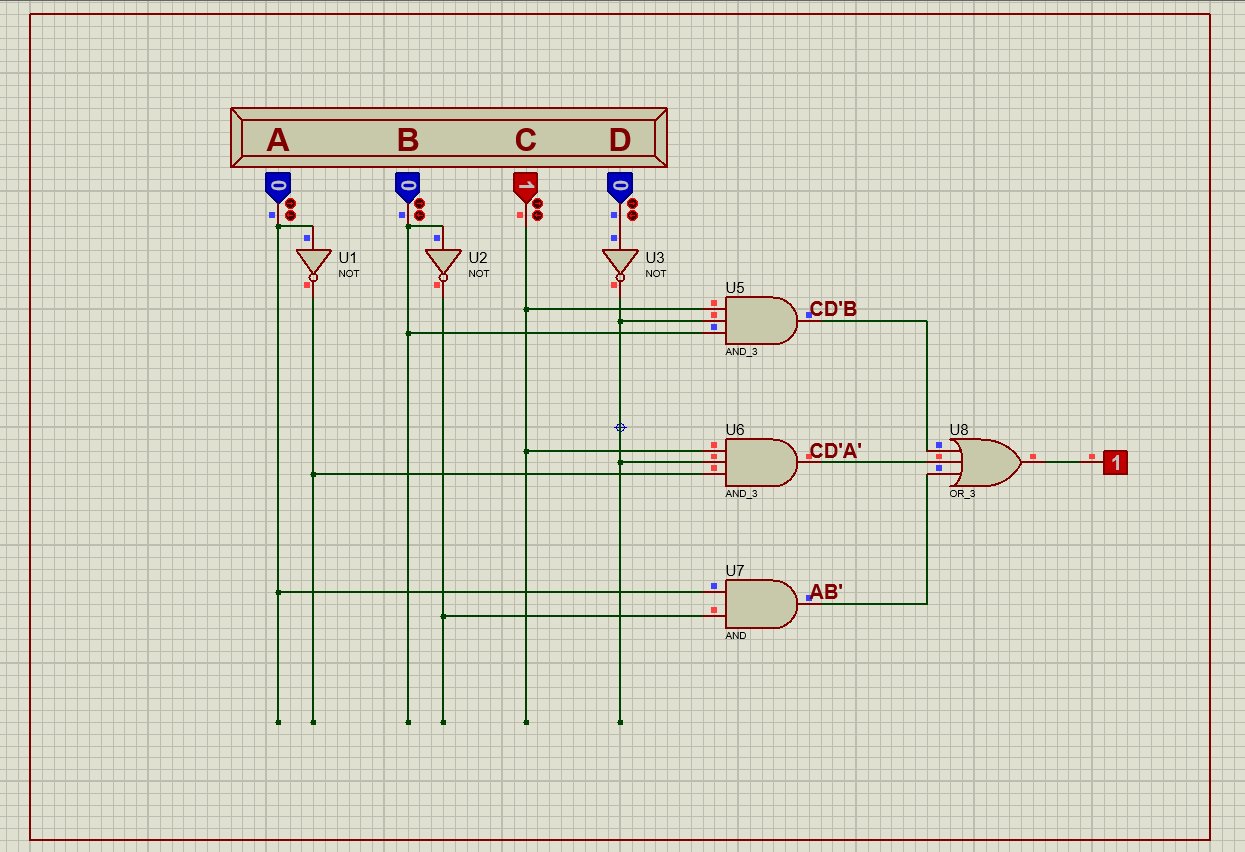 A B C D
0 0 1 0
U1
NOT
U2
NOT
U3
NOT
U5
CD'B
AND_3
U6
CD'A'
AND_3
U8
1
OR_3
U7
AB'
AND